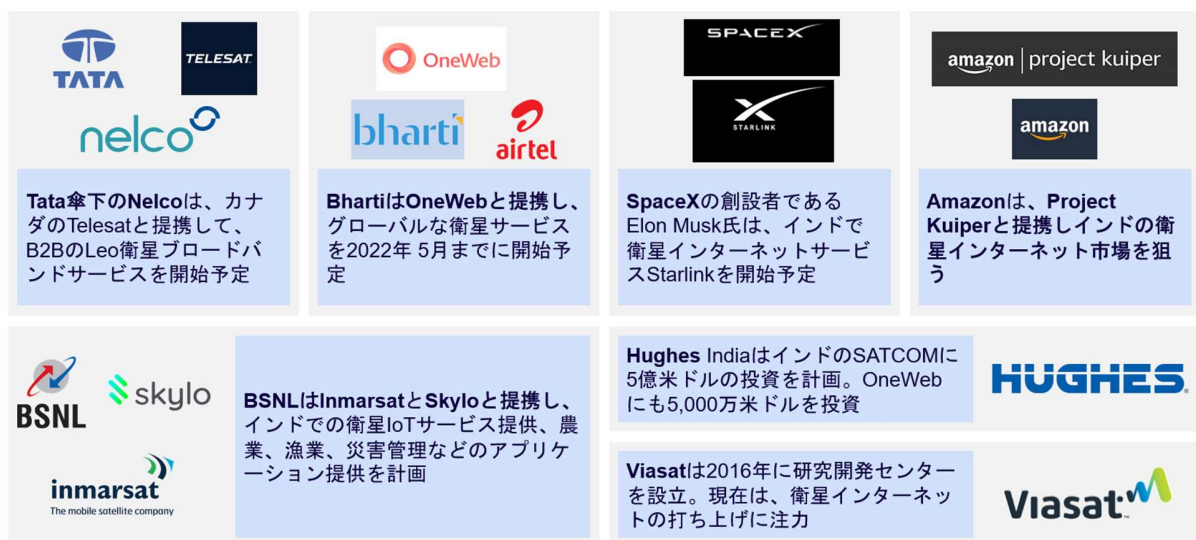 TATA
TELESAT
nelco
Tata傘下のNelcoは、カナ
ダのTelesatと提携して、
B2BのLeo衛星ブロードバ
ンドサービスを開始予定
OneWeb
bharti
airtel
BhartiはOneWebと提携し、
グローバルな衛星サービス
を2022年 5月までに開始予
定
SPACEX
STARLINK
SpaceXの創設者である
Elon Musk氏は、インドで
衛星インターネットサービ
スStarlinkを開始予定
amazon | project kuiper
amazon
Amazonは、Project
Kuiperと提携しインドの衛
星インターネット市場を狙
う
BSNL
skylo
inmarsat
The mobile satellite company
BSNLはInmarsatとSkyloと提携し、
インドでの衛星IoTサービス提供、農
業、漁業、災害管理などのアプリケ
ーション提供を計画
Hughes IndiaはインドのSATCOMに
5億米ドルの投資を計画。OneWeb
にも5,000万米ドルを投資
HUGHES®
Viasatは2016年に研究開発センター
を設立。現在は、衛星インターネッ
トの打ち上げに注力
Viasat™